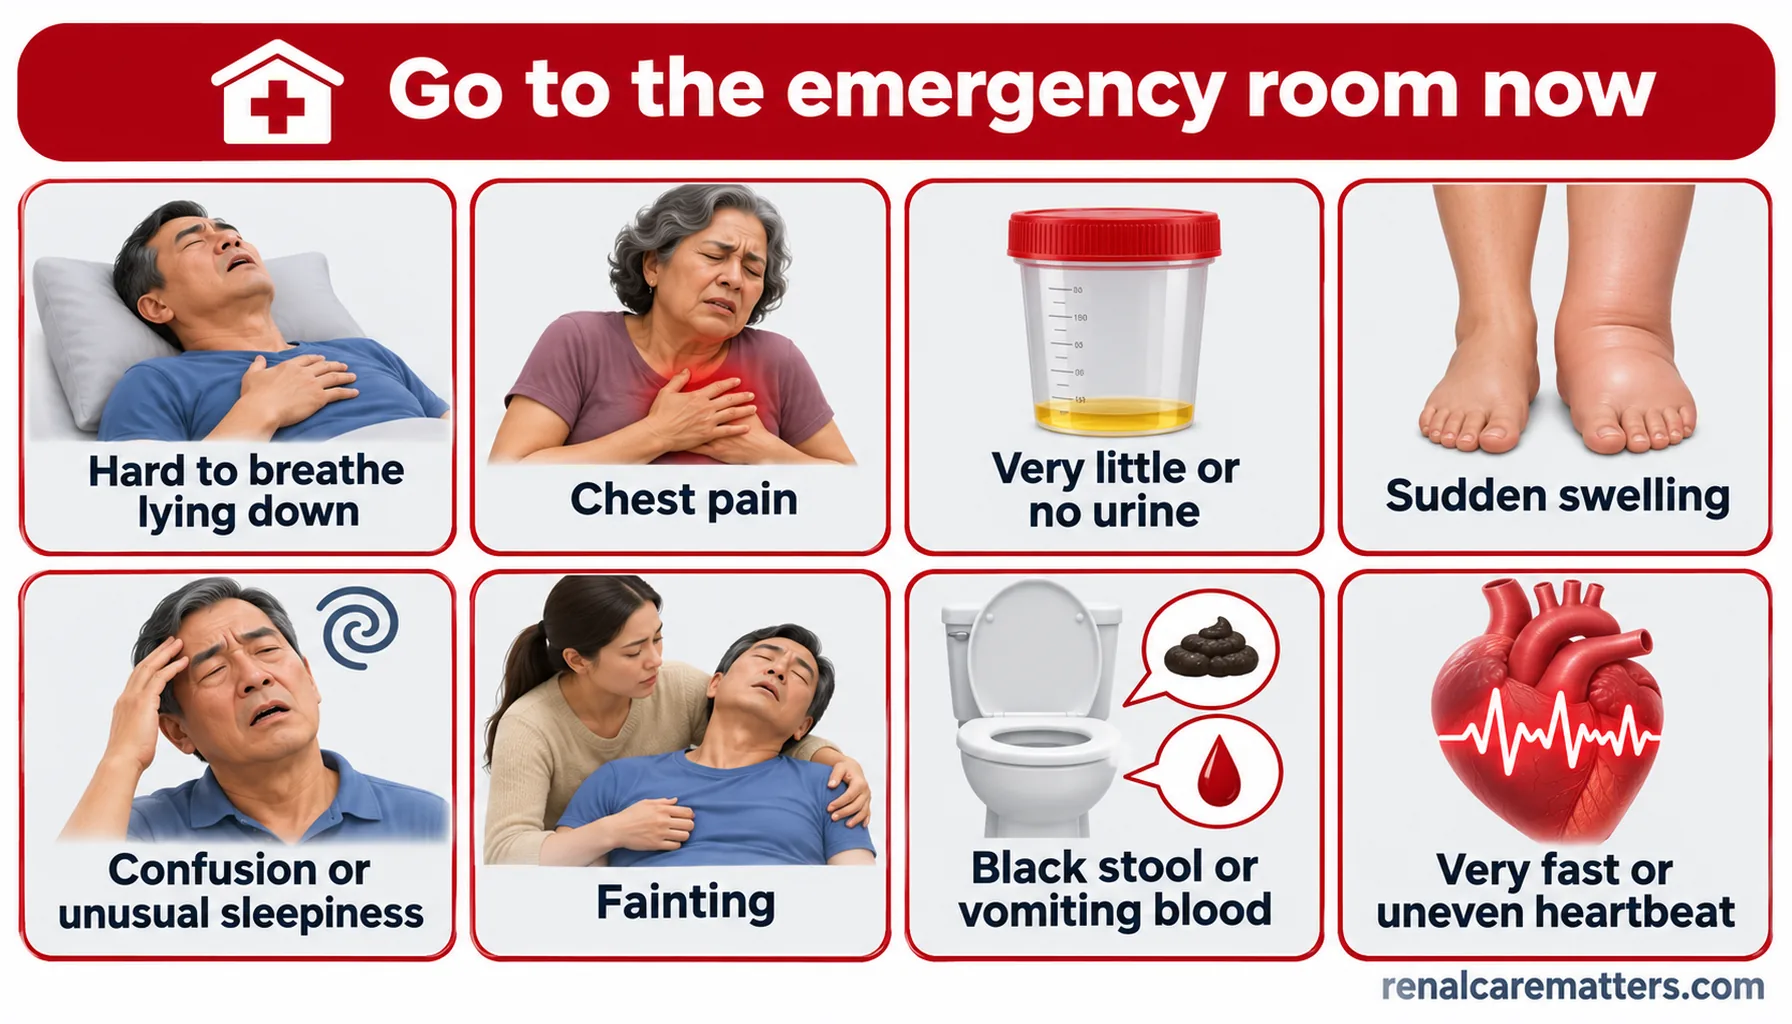 Go to the emergency room now
Hard to breathe
lying down
Chest pain
Very little or
no urine
Sudden swelling
Confusion or
unusual sleepiness
Fainting
Black stool or
vomiting blood
Very fast or
uneven heartbeat
renalcarematters.com